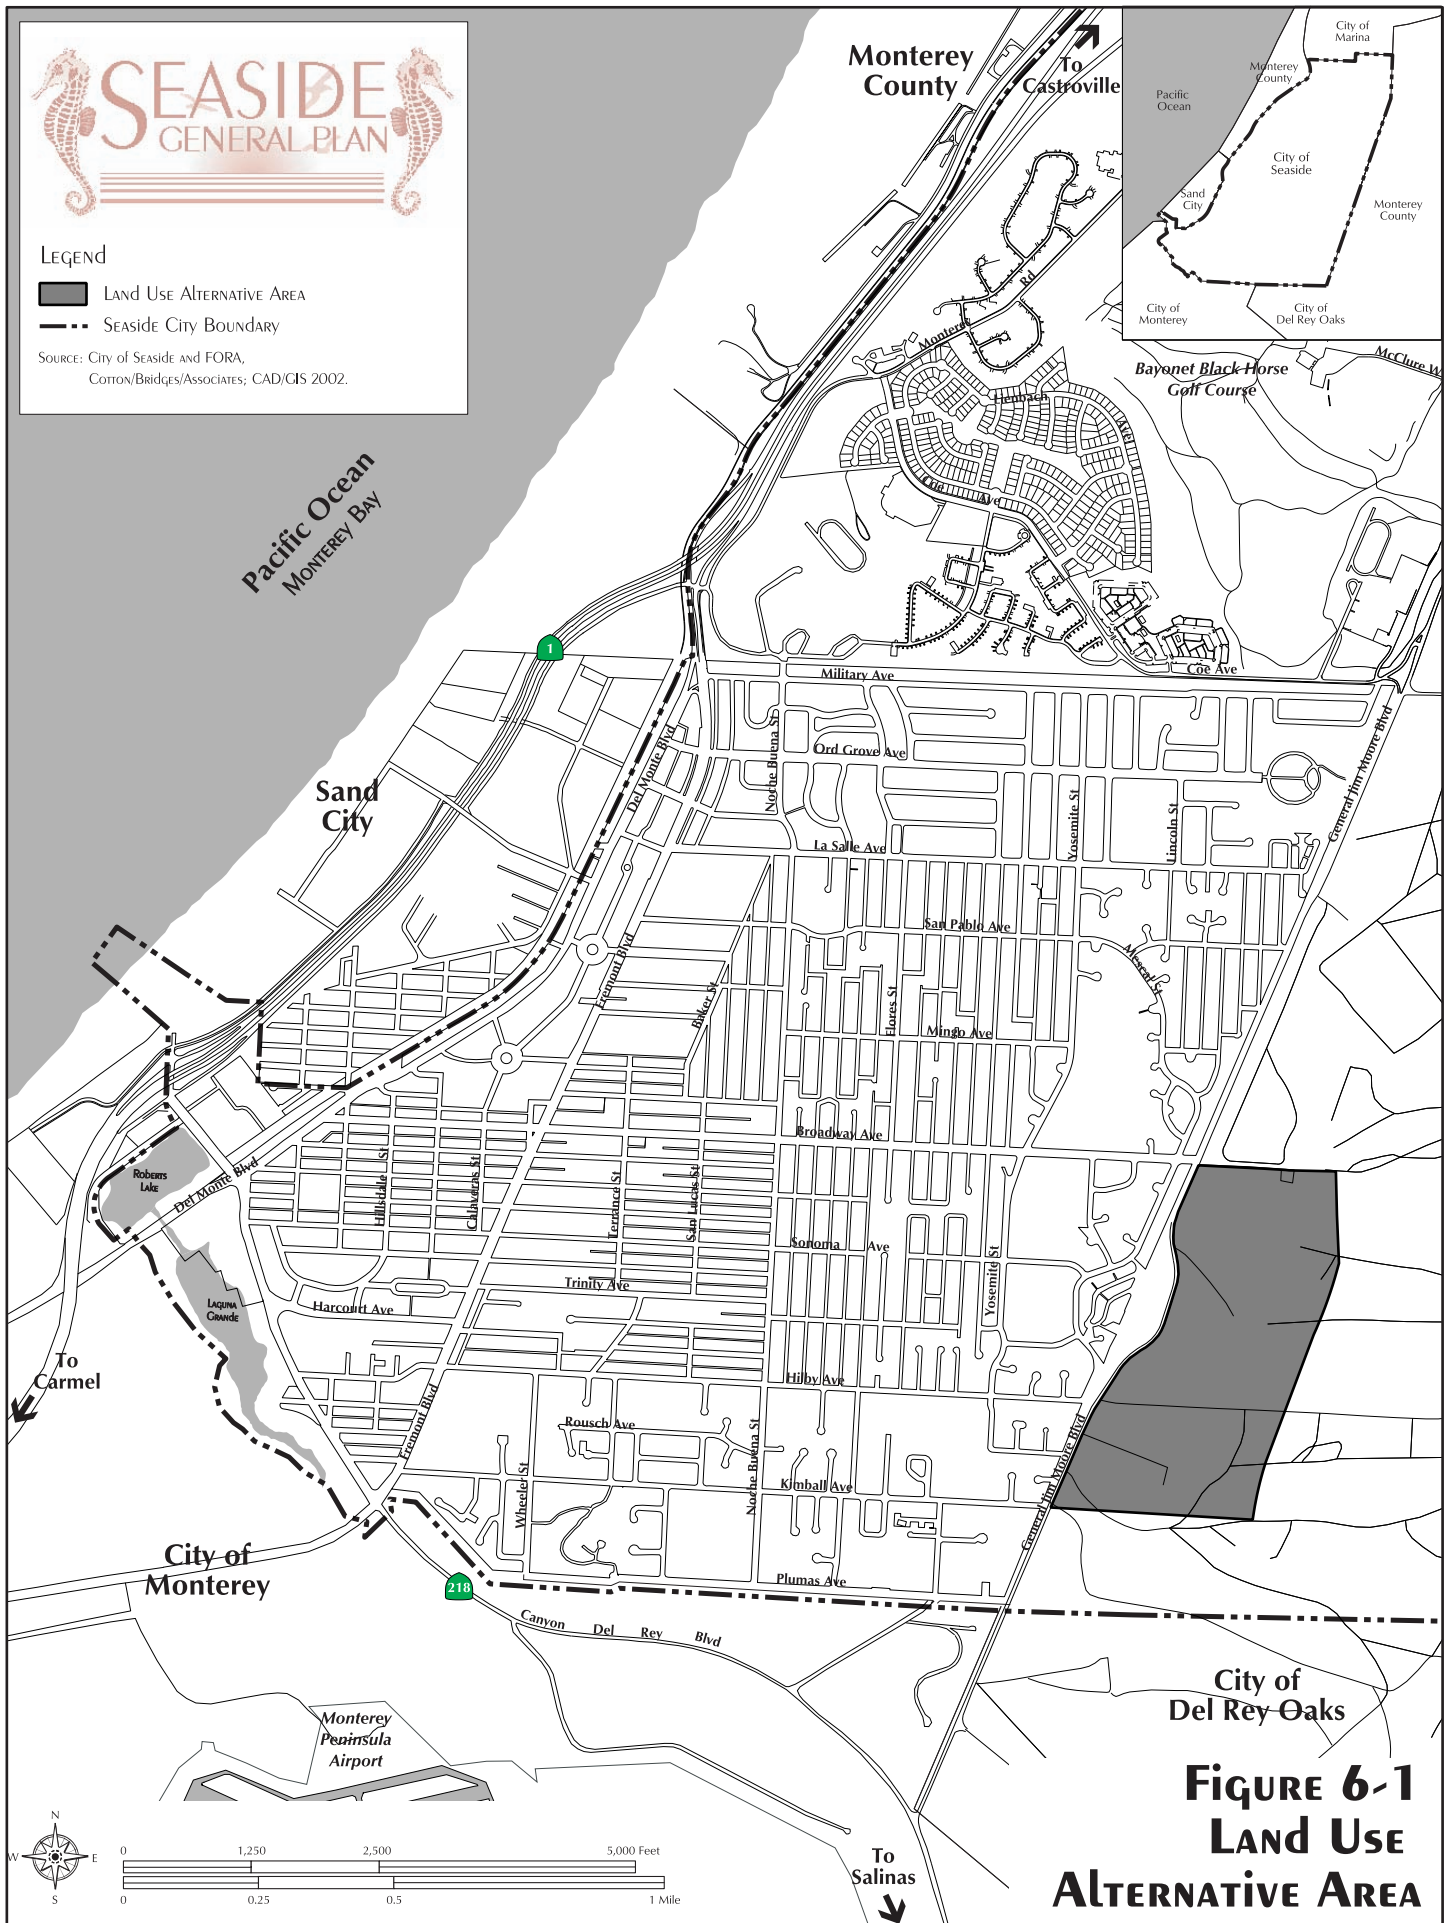 SEASIDE
GENERAL PLAN
Legend
Land Use Alternative Area
Seaside City Boundary
Source: City of Seaside and FORA,
Cotton/Bridges/Associates; CAD/GIS 2002.
Monterey
County
To
Castroville
City of
Marina
Monterey
County
Pacific
Ocean
City of
Seaside
Sand
City
Monterey
County
City of
Monterey
City of
Del Rey Oaks
Rd
Monterey
Bayonet Black Horse
Golf Course
McClure W
Ave
Coe Ave
Pacific Ocean
Monterey Bay
1
Military Ave
Coe Ave
Del Monte Blvd
Noche Buena St
Ord Grove Ave
General Jim Moore Blvd
Sand
City
Yosemite St
Lincoln St
La Salle Ave
San Pablo Ave
Fremont Blvd
Baker St
Flores St
Mescal St
Mingo Ave
Broadway Ave
Roberts
Lake
Del Monte Blvd
Hillsdale St
Calaveras St
Terrance St
San Lucas St
Sonoma Ave
Yosemite St
Trinity Ave
Laguna
Grande
Harcourt Ave
To
Carmel
Hilby Ave
Fremont Blvd
Rousch Ave
Noche Buena St
General Jim Moore Blvd
Wheeler St
Kimball Ave
City of
Monterey
218
Plumas Ave
Canyon Del Rey Blvd
City of
Del Rey Oaks
Monterey
Peninsula
Airport
Figure 6-1
Land Use
Alternative Area
N
W E
S
0 1,250 2,500 5,000 Feet
0 0.25 0.5 1 Mile
To
Salinas